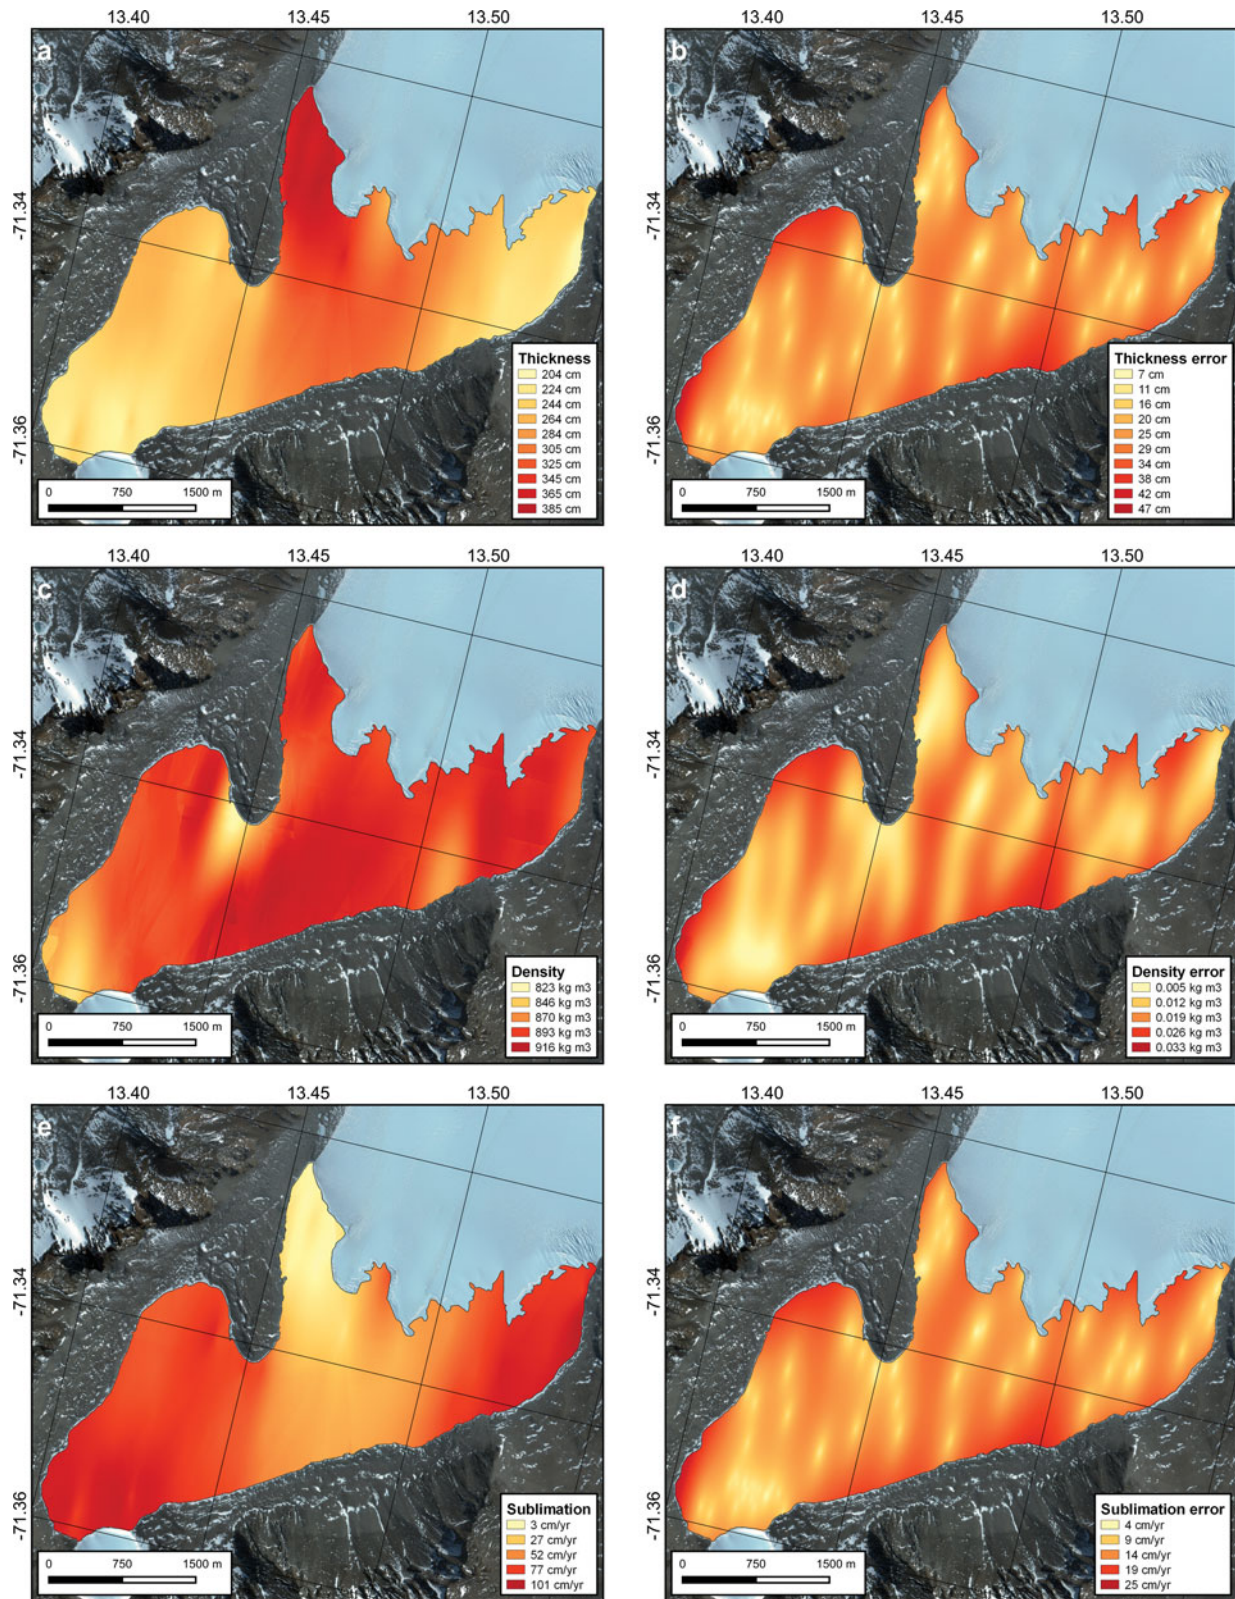 13.40 13.45 13.50 13.40 13.45 13.50
a b
-71.34 -71.34
-71.36 -71.36
Thickness
204 cm
224 cm
244 cm
264 cm
284 cm
305 cm
325 cm
345 cm
365 cm
385 cm
0 750 1500 m
Thickness error
7 cm
11 cm
16 cm
20 cm
25 cm
29 cm
34 cm
38 cm
42 cm
47 cm
0 750 1500 m
13.40 13.45 13.50 13.40 13.45 13.50
c d
-71.34 -71.34
-71.36 -71.36
Density
823 kg m3
846 kg m3
870 kg m3
893 kg m3
916 kg m3
0 750 1500 m
Density error
0.005 kg m3
0.012 kg m3
0.019 kg m3
0.026 kg m3
0.033 kg m3
0 750 1500 m
13.40 13.45 13.50 13.40 13.45 13.50
e f
-71.34 -71.34
-71.36 -71.36
Sublimation
3 cm/yr
27 cm/yr
52 cm/yr
77 cm/yr
101 cm/yr
0 750 1500 m
Sublimation error
4 cm/yr
9 cm/yr
14 cm/yr
19 cm/yr
25 cm/yr
0 750 1500 m